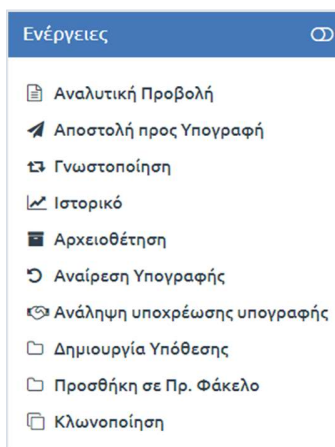 Ενέργειες
Αναλυτική Προβολή
Αποστολή προς Υπογραφή
Γνωστοποίηση
Ιστορικό
Αρχειοθέτηση
Αναίρεση Υπογραφής
Ανάληψη υποχρέωσης υπογραφής
Δημιουργία Υπόθεσης
Προσθήκη σε Πρ. Φάκελο
Κλωνοποίηση